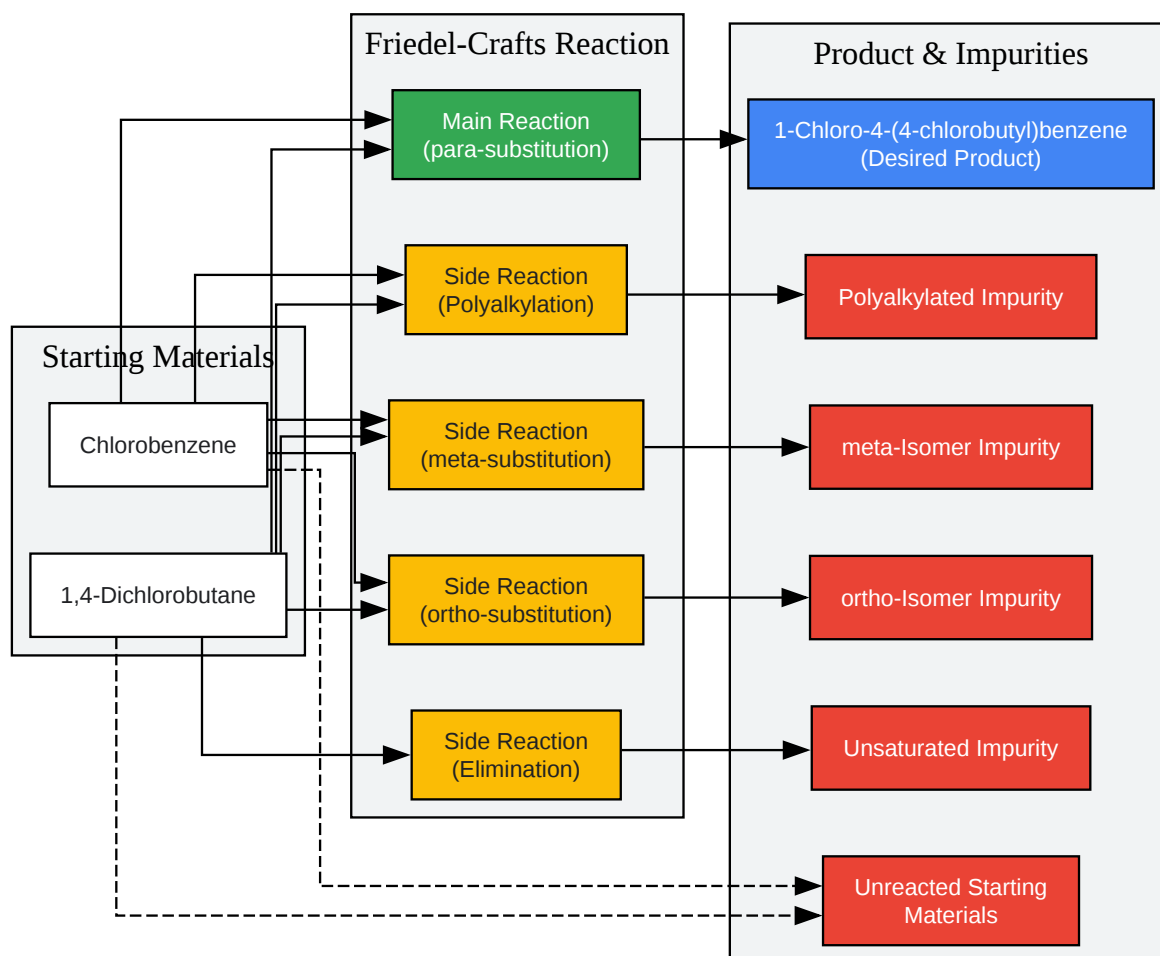 Friedel-Crafts Reaction
Product & Impurities
Main Reaction
(para-substitution)
1-Chloro-4-(4-chlorobutyl)benzene
(Desired Product)
Side Reaction
(Polyalkylation)
Polyalkylated Impurity
Starting Materials
Chlorobenzene
Side Reaction
(meta-substitution)
meta-Isomer Impurity
1,4-Dichlorobutane
Side Reaction
(ortho-substitution)
ortho-Isomer Impurity
Side Reaction
(Elimination)
Unsaturated Impurity
Unreacted Starting
Materials